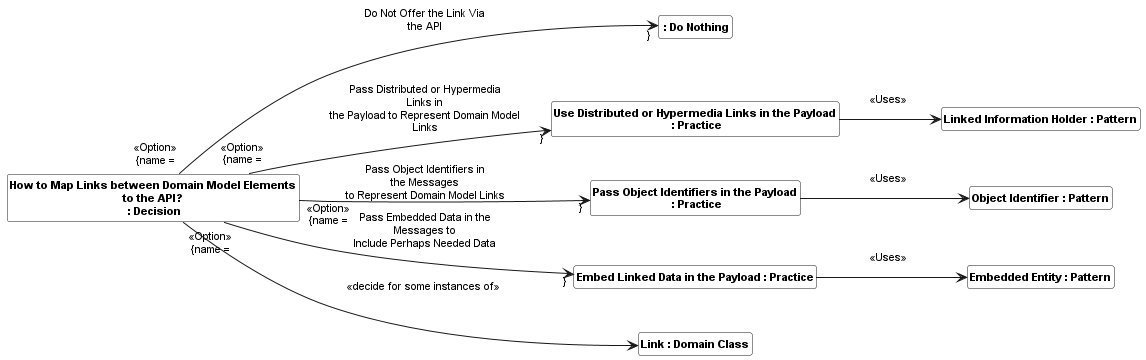 Do Not Offer the Link Via
the API
: Do Nothing
}
Pass Distributed or Hypermedia
Links in
the Payload to Represent Domain Model
Links
«Uses»
Use Distributed or Hypermedia Links in the Payload
: Practice
Linked Information Holder : Pattern
}
«Option»
{name =
«Option»
{name =
Pass Object Identifiers in
the Messages
to Represent Domain Model Links
«Uses»
How to Map Links between Domain Model Elements
to the API?
: Decision
Pass Object Identifiers in the Payload
: Practice
Object Identifier : Pattern
}
«Option»
{name =
Pass Embedded Data in the
Messages to
Include Perhaps Needed Data
«Option»
{name =
«Uses»
Embed Linked Data in the Payload : Practice
Embedded Entity : Pattern
}
«decide for some instances of»
Link : Domain Class